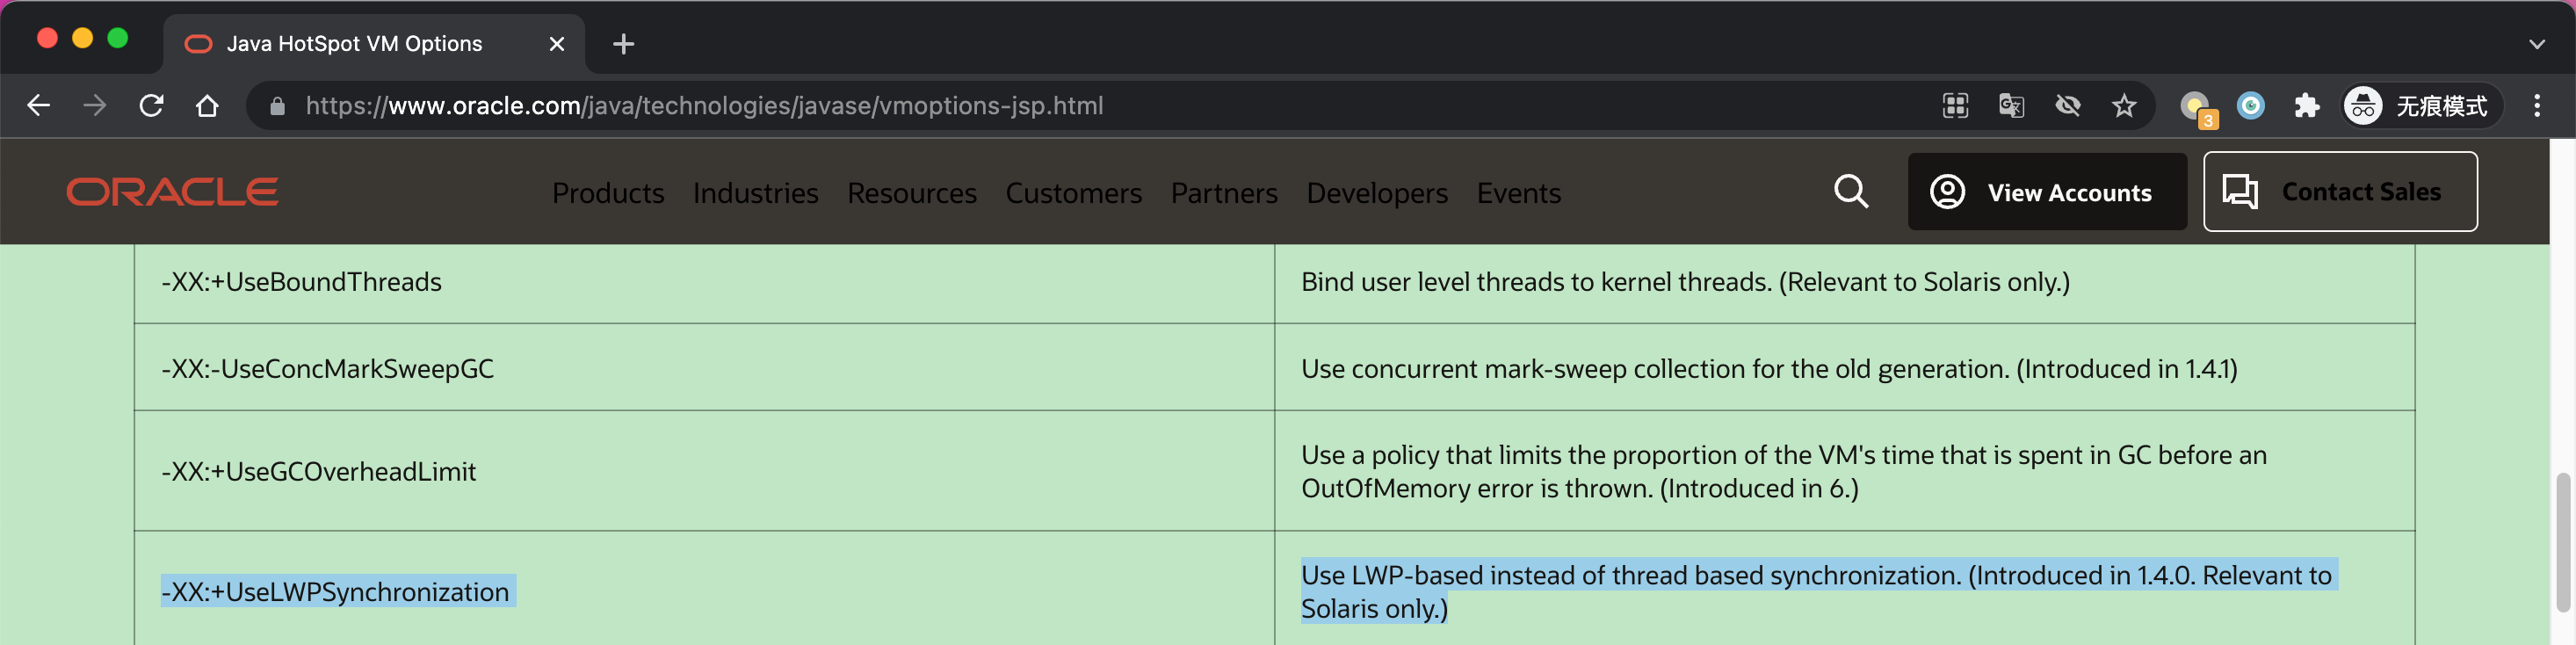 Java HotSpot VM Options
https://www.oracle.com/java/technologies/javase/vmoptions-jsp.html
3
无痕模式
ORACLE
Products Industries Resources Customers Partners Developers Events
View Accounts
Contact Sales
-XX:+UseBoundThreads
Bind user level threads to kernel threads. (Relevant to Solaris only.)
-XX:-UseConcMarkSweepGC
Use concurrent mark-sweep collection for the old generation. (Introduced in 1.4.1)
-XX:+UseGCOverheadLimit
Use a policy that limits the proportion of the VM's time that is spent in GC before an
OutOfMemory error is thrown. (Introduced in 6.)
-XX:+UseLWPSynchronization
Use LWP-based instead of thread based synchronization. (Introduced in 1.4.0. Relevant to
Solaris only.)